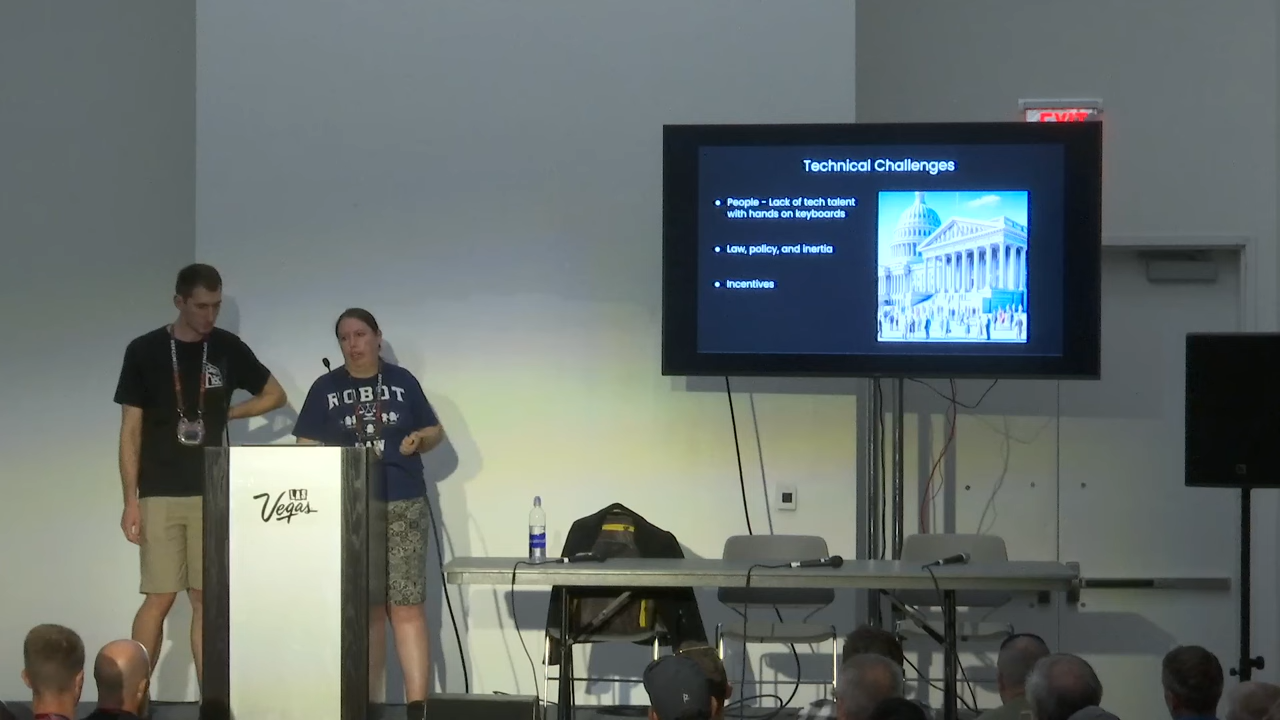 EXIT
Technical Challenges
• People - Lack of tech talent
with hands on keyboards
• Law, policy, and inertia
• Incentives
ROBOT
LAS
Vegas